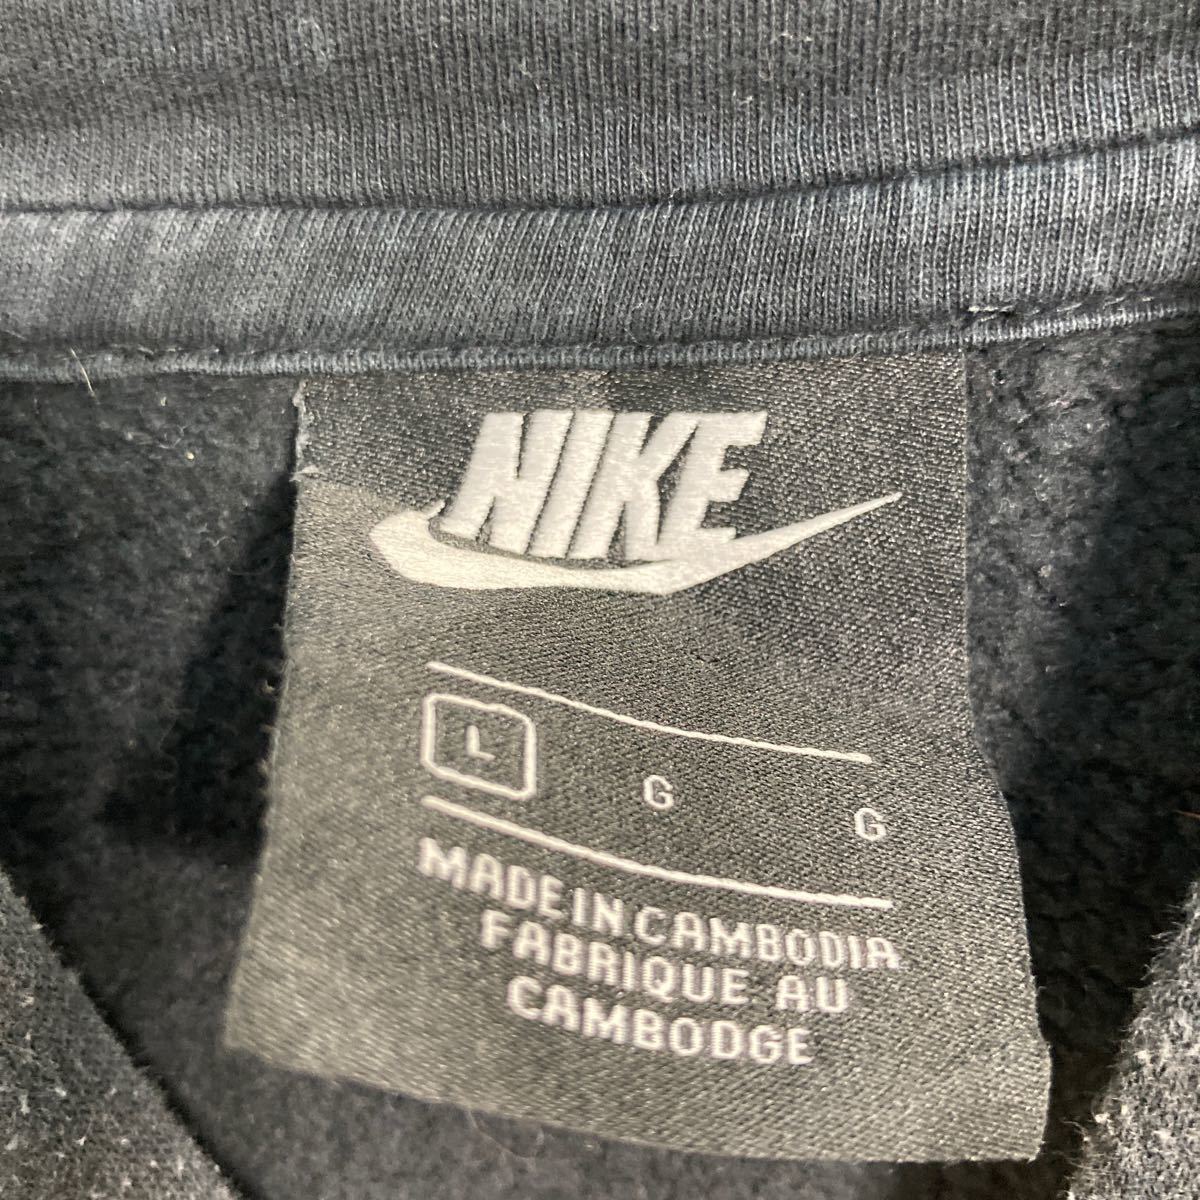 NIKE
L G G
MADE IN CAMBODIA
FABRIQUE AU
CAMBODGE